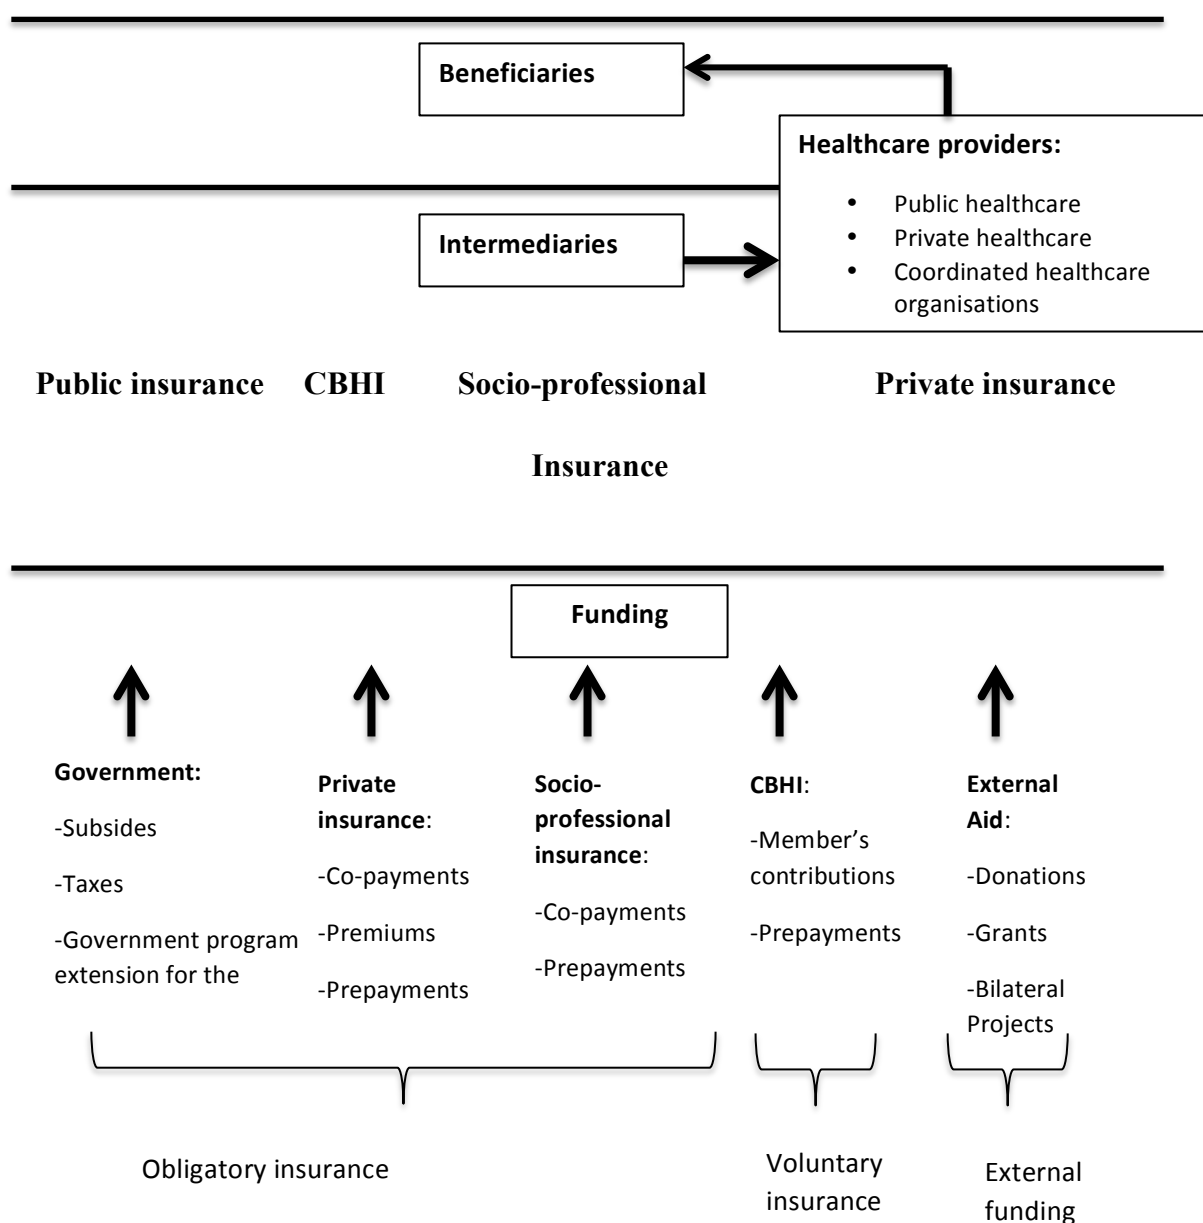 Beneficiaries
Healthcare providers:
• Public healthcare
• Private healthcare
• Coordinated healthcare
organisations
Intermediaries
Public insurance CBHI Socio-professional Private insurance
Insurance
Funding
Government:
-Subsides
-Taxes
-Government program
extension for the
Private
insurance:
-Co-payments
-Premiums
-Prepayments
Socio-
professional
insurance:
-Co-payments
-Prepayments
CBHI:
-Member’s
contributions
-Prepayments
External
Aid:
-Donations
-Grants
-Bilateral
Projects
Obligatory insurance
Voluntary
insurance
External
funding